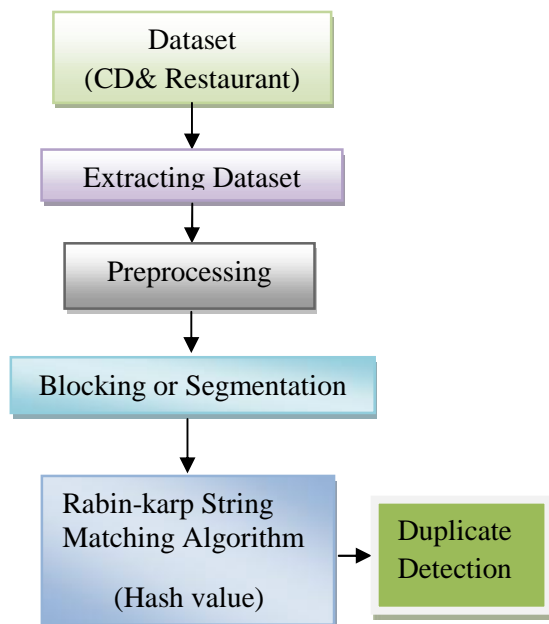 Dataset
(CD& Restaurant)
Extracting Dataset
Preprocessing
Blocking or Segmentation
Rabin-karp String
Matching Algorithm
(Hash value)
Duplicate
Detection